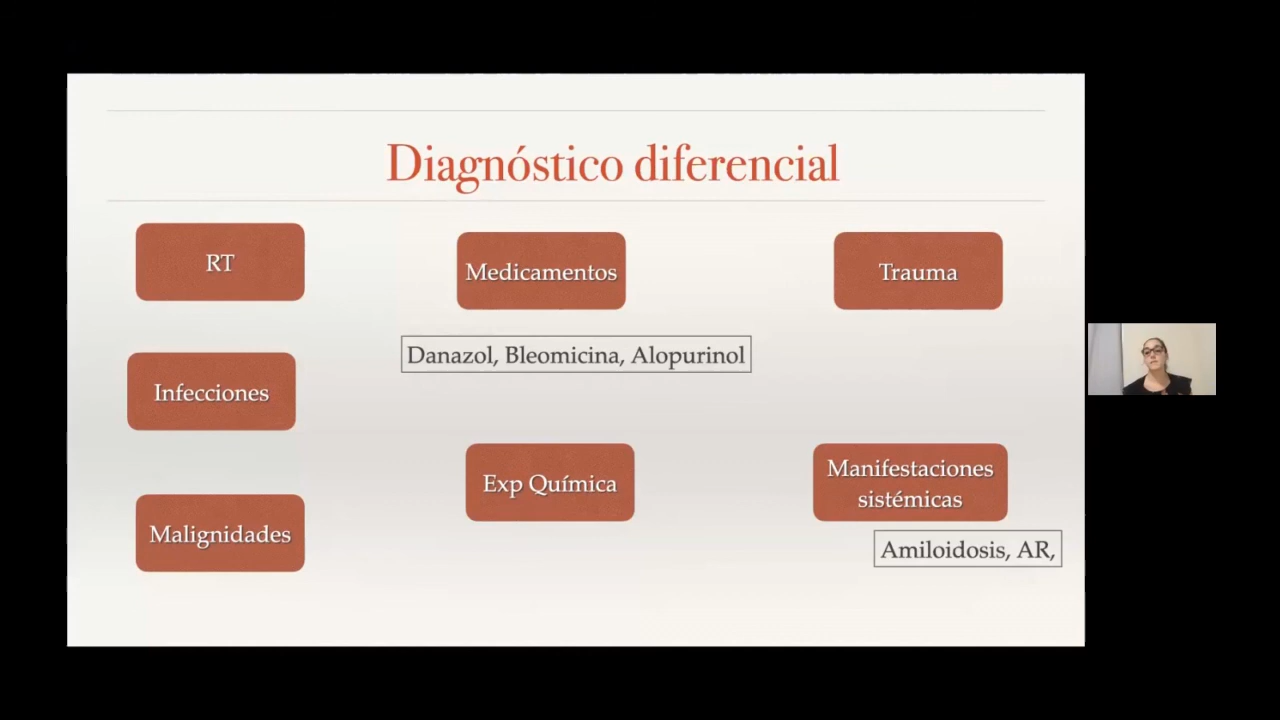 Diagnóstico diferencial
RT
Medicamentos
Trauma
Danazol, Bleomicina, Alopurinol
Infecciones
Exp Química
Manifestaciones
sistémicas
Malignidades
Amiloidosis, AR,